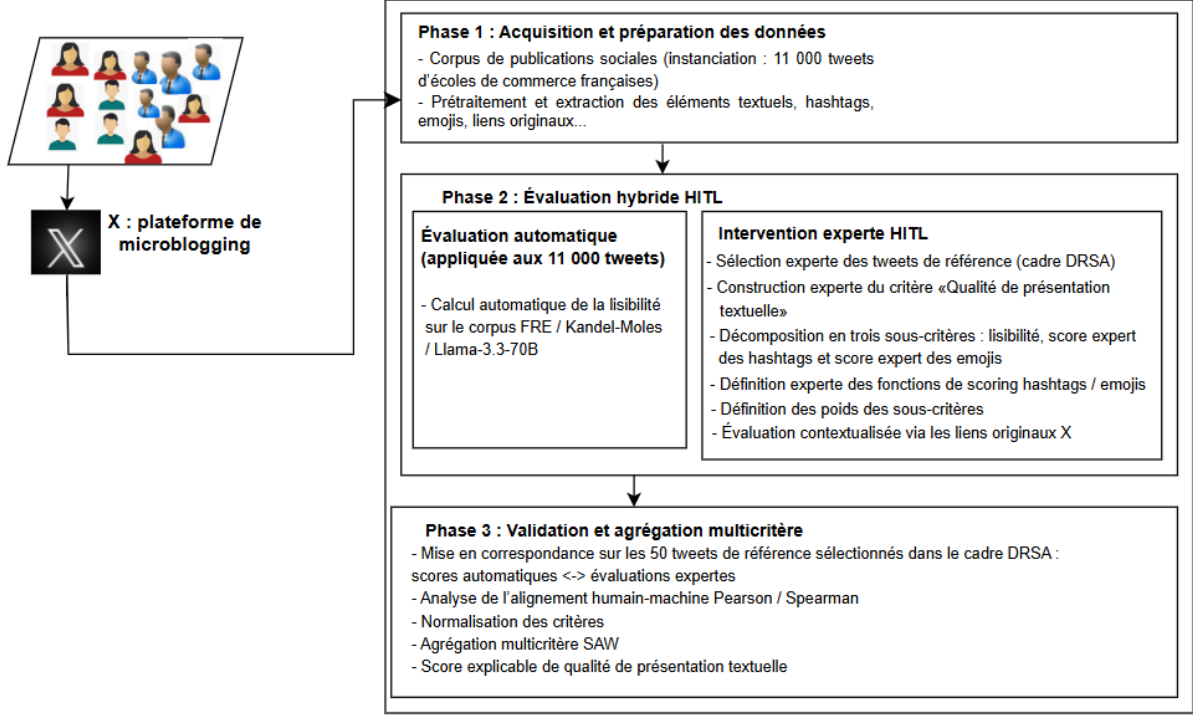 Phase 1 : Acquisition et préparation des données
- Corpus de publications sociales (instanciation : 11 000 tweets
d'écoles de commerce françaises)
- Prétraitement et extraction des éléments textuels, hashtags,
emojis, liens originaux...
X : plateforme de
microblogging
Phase 2 : Évaluation hybride HITL
Évaluation automatique
(appliquée aux 11 000 tweets)
- Calcul automatique de la lisibilité
sur le corpus FRE / Kandel-Moles
/ Llama-3.3-70B
Intervention experte HITL
- Sélection experte des tweets de référence (cadre DRSA)
- Construction experte du critère «Qualité de présentation
textuelle»
- Décomposition en trois sous-critères : lisibilité, score expert
des hashtags et score expert des emojis
- Définition experte des fonctions de scoring hashtags / emojis
- Définition des poids des sous-critères
- Évaluation contextualisée via les liens originaux X
Phase 3 : Validation et agrégation multicritère
- Mise en correspondance sur les 50 tweets de référence sélectionnés dans le cadre DRSA :
scores automatiques <-> évaluations expertes
- Analyse de l'alignement humain-machine Pearson / Spearman
- Normalisation des critères
- Agrégation multicritère SAW
- Score explicable de qualité de présentation textuelle